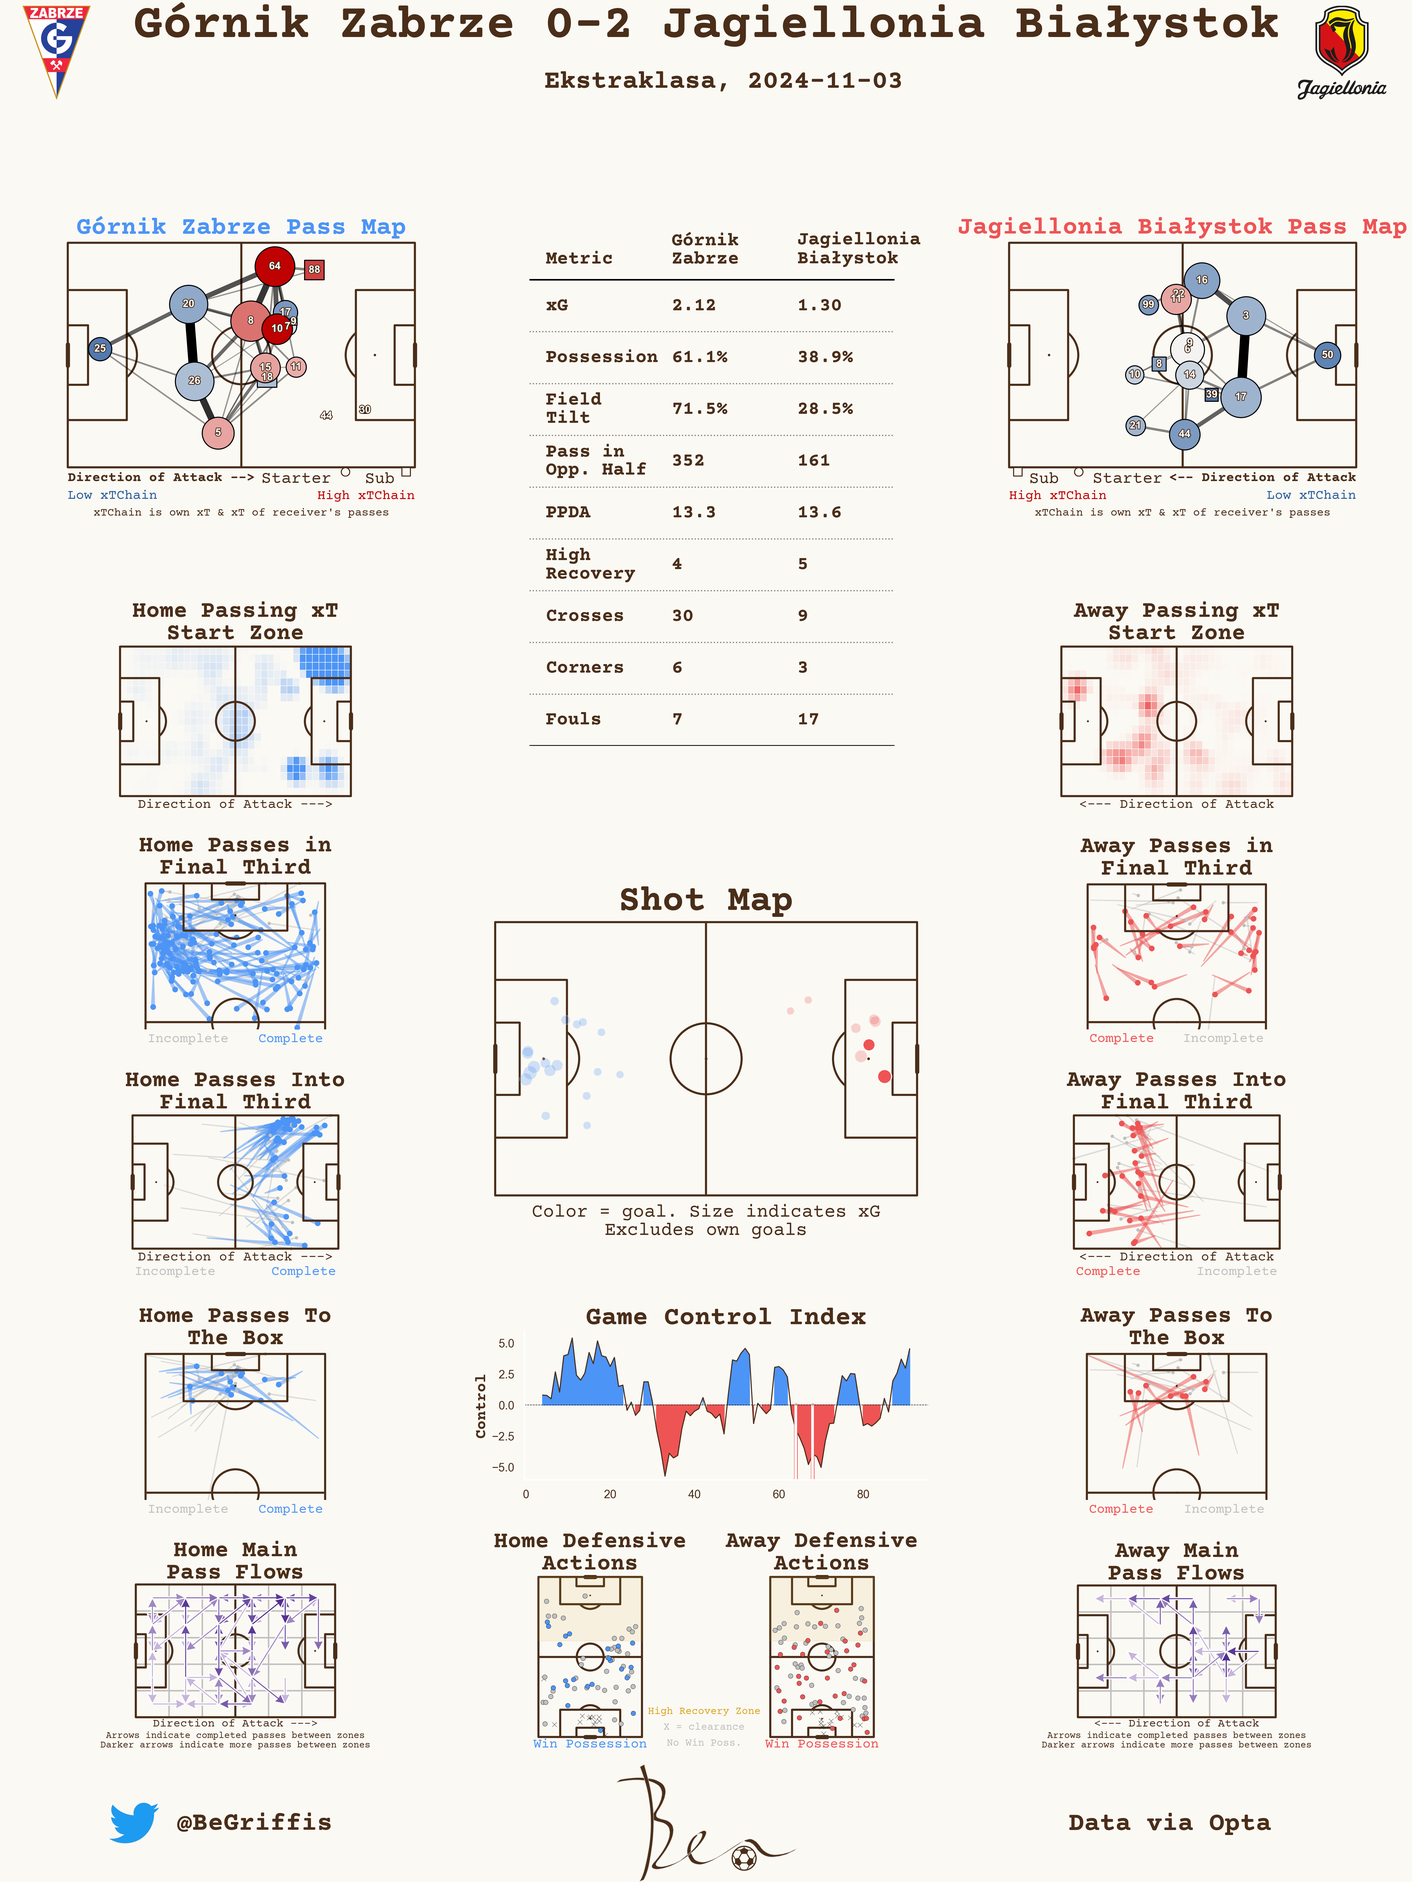 Górnik Zabrze 0-2 Jagiellonia Białystok
Ekstraklasa, 2024-11-03
ZABRZE
Jagiellonia
Górnik Zabrze Pass Map
64
88
20
17
8
10
7
9
25
15
18
11
26
44
30
5
Direction of Attack --> Starter Sub
Low xTChain High xTChain
xTChain is own xT & xT of receiver's passes
Metric Górnik Zabrze Jagiellonia Białystok
xG 2.12 1.30
Possession 61.1% 38.9%
Field Tilt 71.5% 28.5%
Pass in Opp. Half 352 161
PPDA 13.3 13.6
High Recovery 4 5
Crosses 30 9
Corners 6 3
Fouls 7 17
Jagiellonia Białystok Pass Map
16
22
11
99
3
9
6
50
8
10
14
39
17
21
44
Sub Starter <-- Direction of Attack
High xTChain Low xTChain
xTChain is own xT & xT of receiver's passes
Home Passing xT
Start Zone
Direction of Attack --->
Away Passing xT
Start Zone
<--- Direction of Attack
Home Passes in
Final Third
Incomplete Complete
Away Passes in
Final Third
Complete Incomplete
Shot Map
Color = goal. Size indicates xG
Excludes own goals
Home Passes Into
Final Third
Direction of Attack --->
Incomplete Complete
Away Passes Into
Final Third
<--- Direction of Attack
Complete Incomplete
Home Passes To
The Box
Incomplete Complete
Game Control Index
Control
5.0
2.5
0.0
−2.5
−5.0
0 20 40 60 80
Away Passes To
The Box
Complete Incomplete
Home Main
Pass Flows
Direction of Attack --->
Arrows indicate completed passes between zones
Darker arrows indicate more passes between zones
Home Defensive
Actions
Win Possession
Away Defensive
Actions
Win Possession
High Recovery Zone
X = clearance
No Win Poss.
Away Main
Pass Flows
<--- Direction of Attack
Arrows indicate completed passes between zones
Darker arrows indicate more passes between zones
@BeGriffis
Ben
Data via Opta